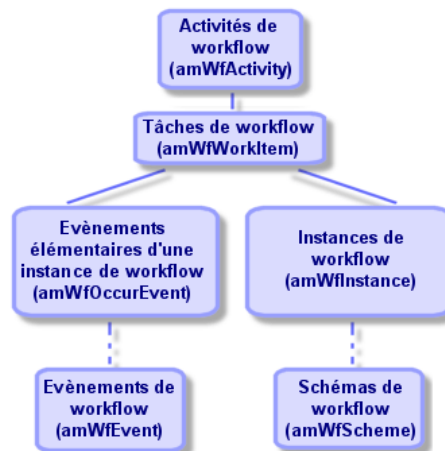 Activités de
workflow
(amWfActivity)
Tâches de workflow
(amWfWorkItem)
Evènements
élémentaires d'une
instance de workflow
(amWfOccurEvent)
Instances de
workflow
(amWfInstance)
Evènements de
workflow
(amWfEvent)
Schémas de
workflow
(amWfScheme)